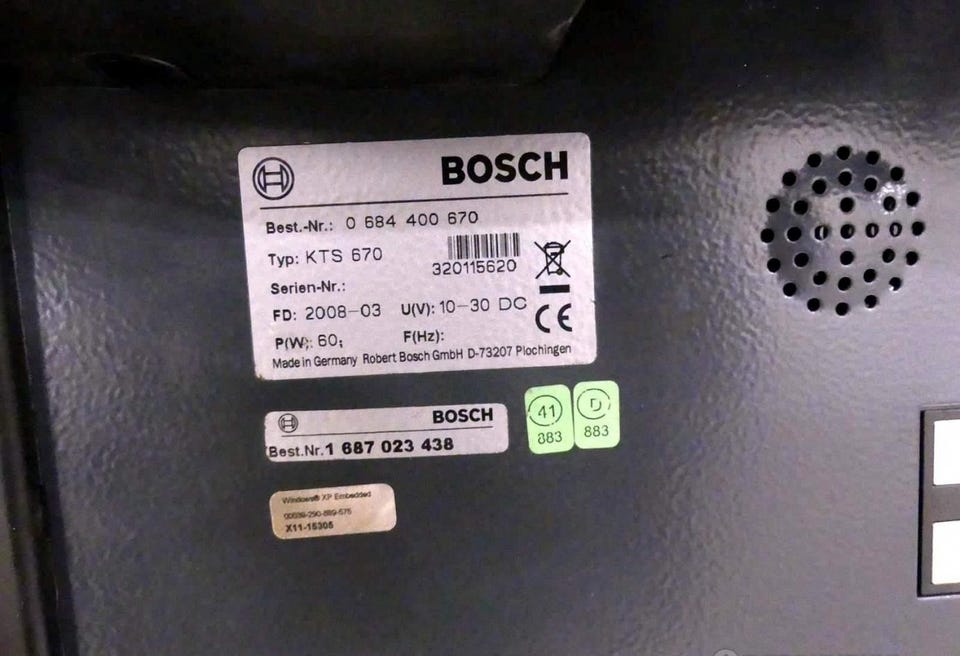 BOSCH
Best.-Nr.: 0 684 400 670
Typ: KTS 670
320115620
Serien-Nr.:
FD: 2008-03 U(V): 10-30 DC
CE
P(W): 60; F(Hz):
Made in Germany Robert Bosch GmbH D-73207 Plochingen
BOSCH
Best.Nr.1 687 023 438
41
883
D
883
Windows® XP Embedded
X11-15305